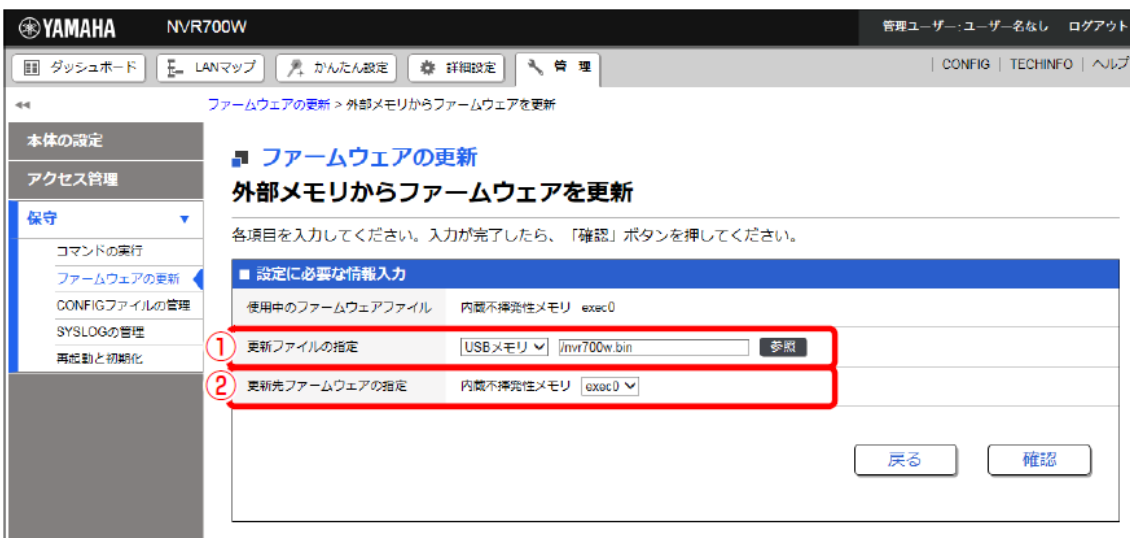 YAMAHA NVR700W 管理ユーザー:ユーザー名なし ログアウト
ダッシュボード LANマップ かんたん設定 詳細設定 管理 | CONFIG | TECHINFO | ヘルプ
ファームウェアの更新 > 外部メモリからファームウェアを更新
本体の設定
アクセス管理
保守
コマンドの実行
ファームウェアの更新
CONFIGファイルの管理
SYSLOGの管理
再起動と初期化
ファームウェアの更新
外部メモリからファームウェアを更新
各項目を入力してください。入力が完了したら、「確認」ボタンを押してください。
■ 設定に必要な情報入力
使用中のファームウェアファイル 内蔵不揮発性メモリ exec0
① 更新ファイルの指定 USBメモリ /nvr700w.bin 参照
② 更新先ファームウェアの指定 内蔵不揮発性メモリ exec0
戻る 確認